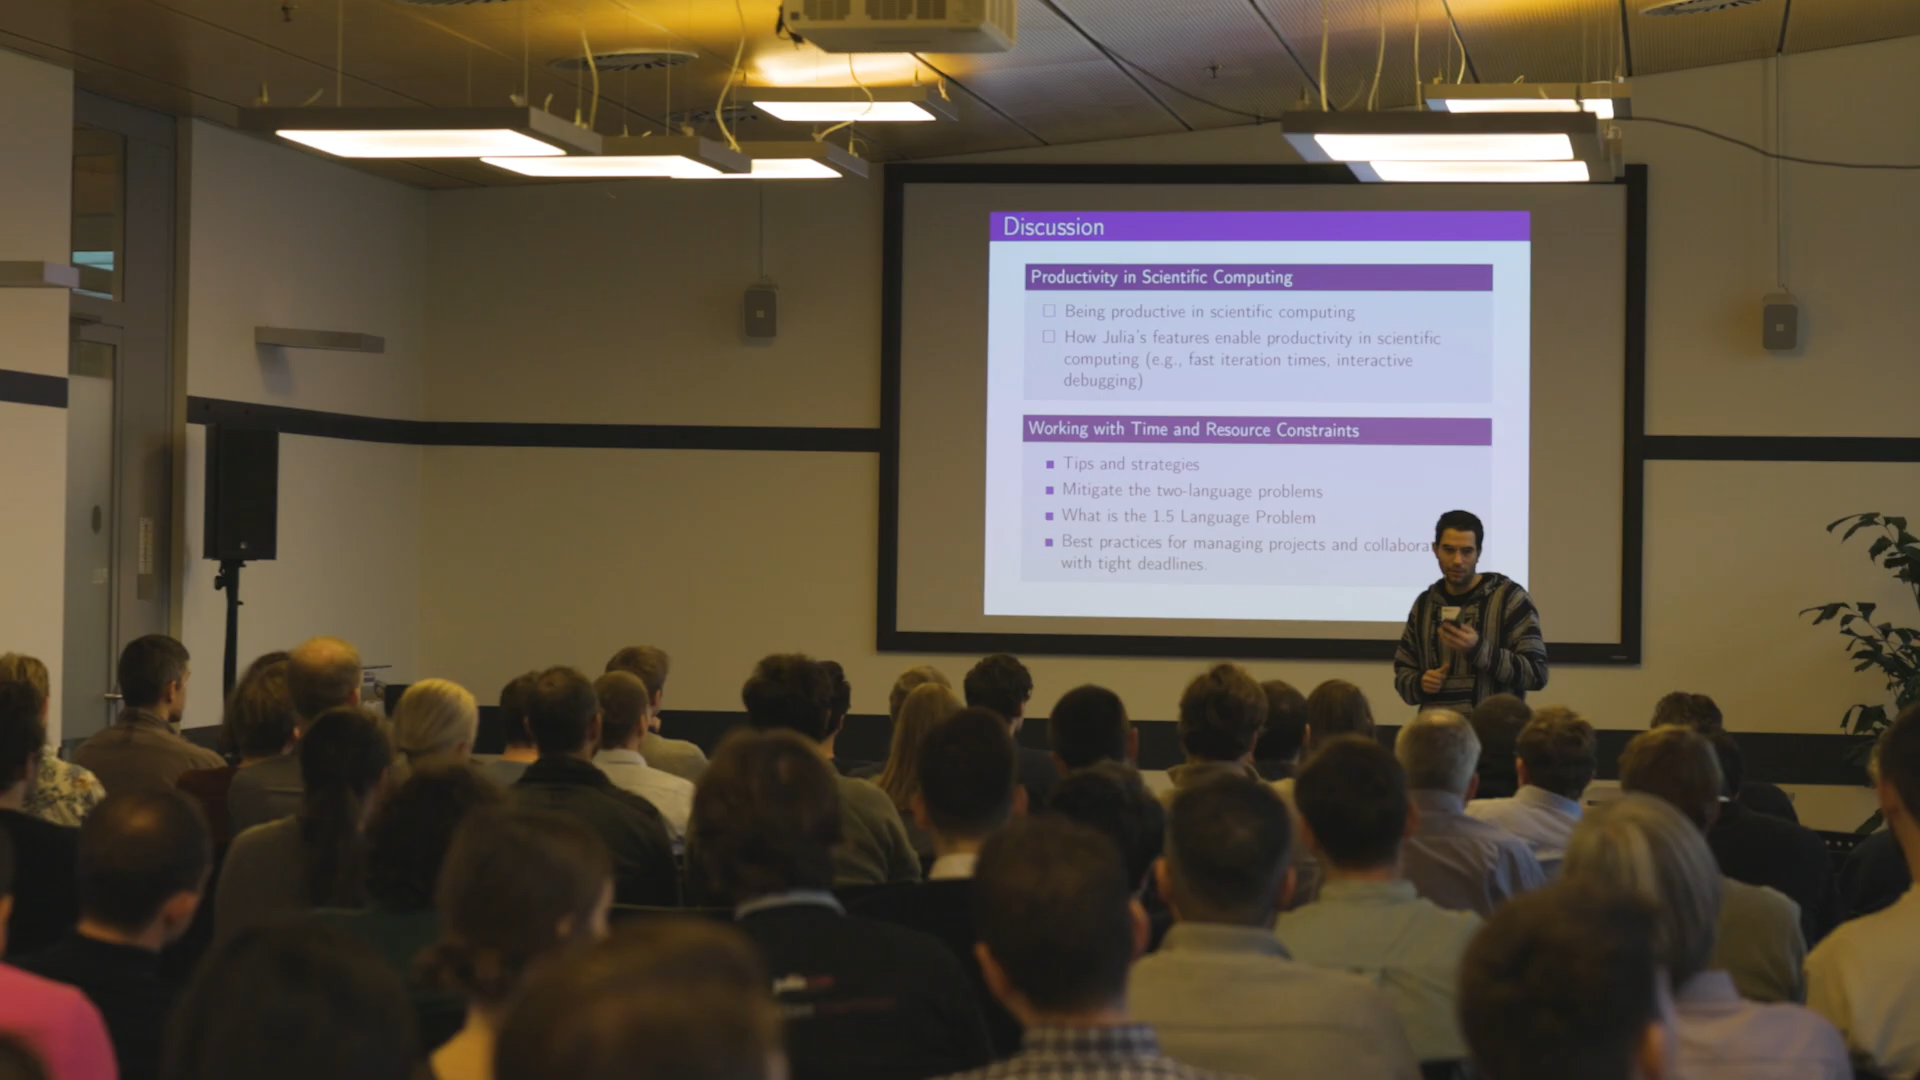 Discussion
Productivity in Scientific Computing
Being productive in scientific computing
How Julia's features enable productivity in scientific
computing (e.g., fast iteration times, interactive
debugging)
Working with Time and Resource Constraints
Tips and strategies
Mitigate the two-language problems
What is the 1.5 Language Problem
Best practices for managing projects and collabora
with tight deadlines.